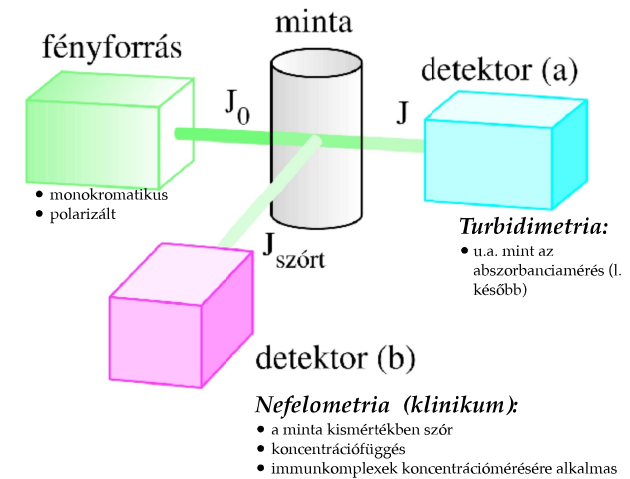 minta
fényforrás
detektor (a)
J₀
J
• monokromatikus
• polarizált
Turbidimetria:
• u.a. mint az
abszorbanciamérés (l.
később)
Jszórt
detektor (b)
Nefelometria (klinikum):
• a minta kismértékben szór
• koncentrációfüggés
• immunkomplexek koncentrációmérésére alkalmas